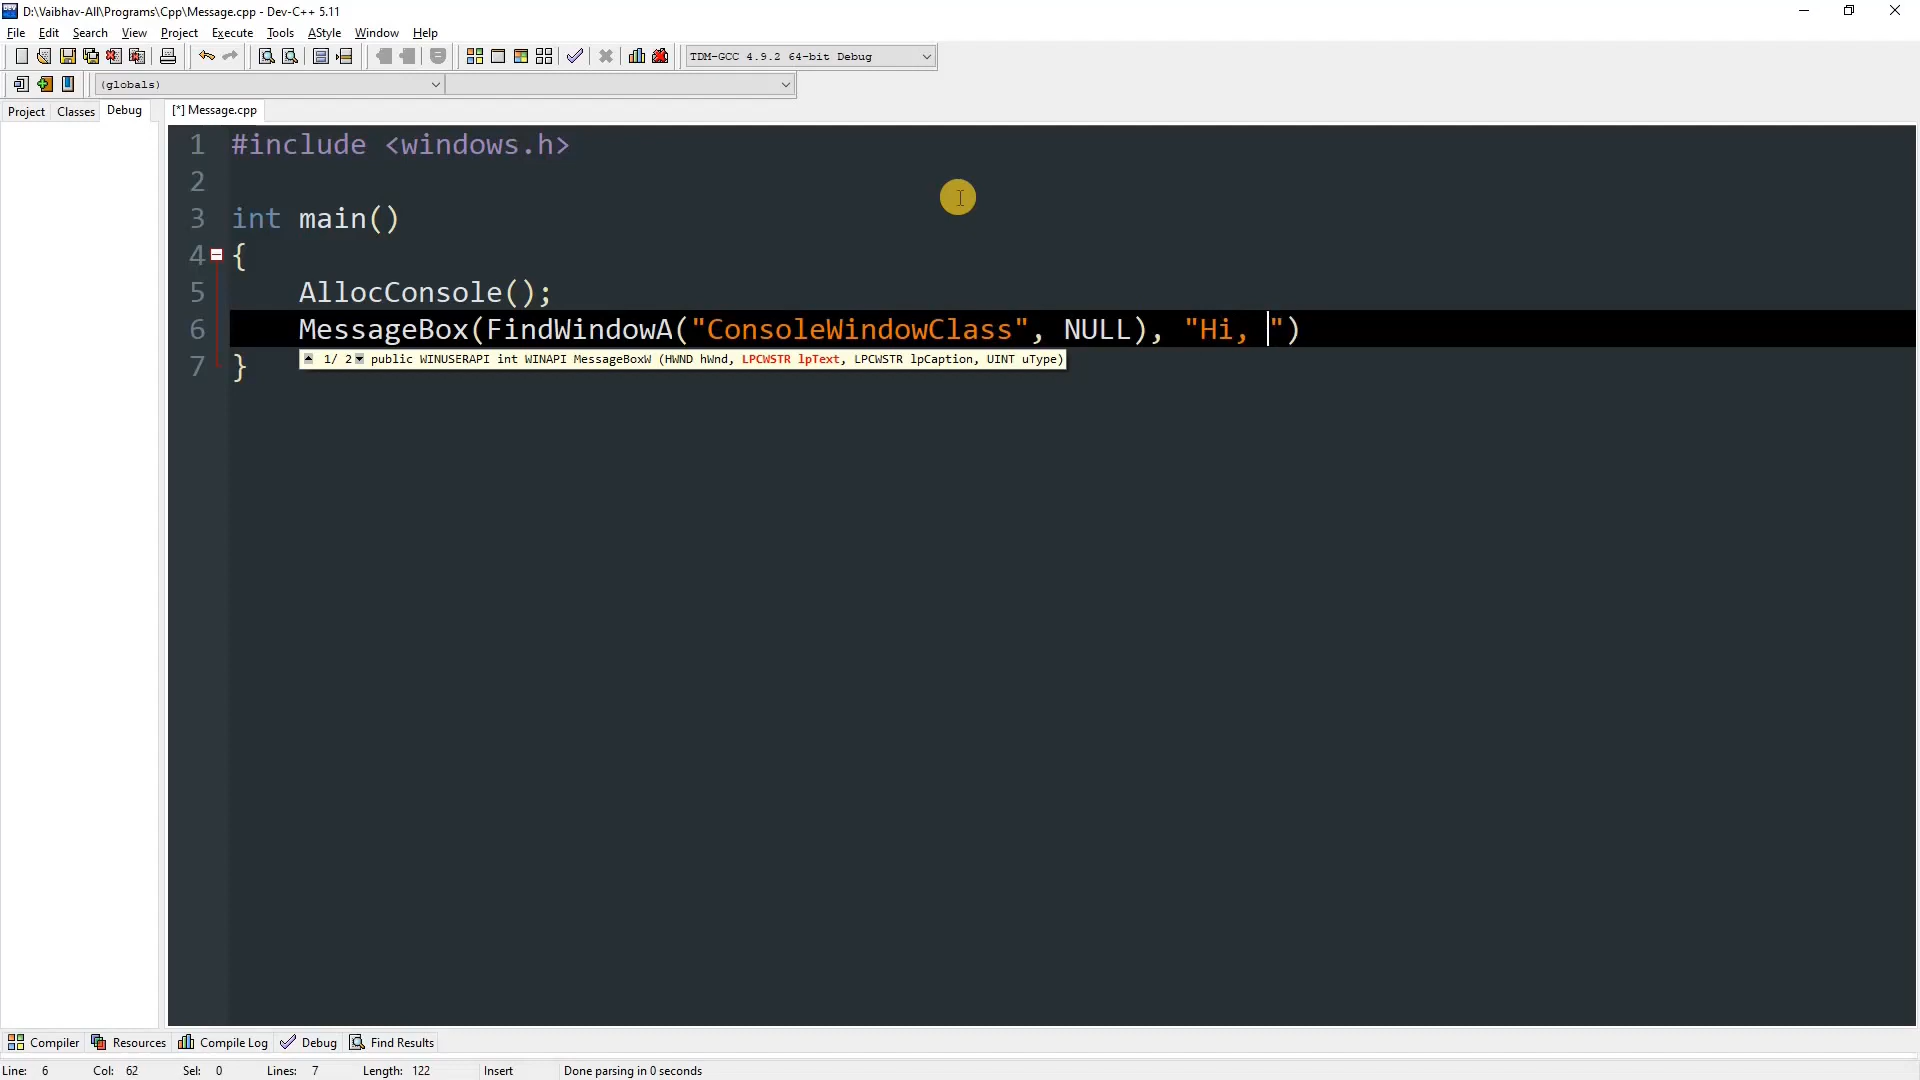 D:\Vaibhav-All\Programs\Cpp\Message.cpp - Dev-C++ 5.11
File Edit Search View Project Execute Tools AStyle Window Help
TDM-GCC 4.9.2 64-bit Debug
(globals)
Project Classes Debug [*] Message.cpp
1 #include <windows.h>
2
3 int main()
4 {
5 AllocConsole();
6 MessageBox(FindWindowA("ConsoleWindowClass", NULL), "Hi, ")
1/ 2 public WINUSERAPI int WINAPI MessageBoxW (HWND hWnd, LPCWSTR lpText, LPCWSTR lpCaption, UINT uType)
7 }
Compiler Resources Compile Log Debug Find Results
Line: 6 Col: 62 Sel: 0 Lines: 7 Length: 122 Insert Done parsing in 0 seconds